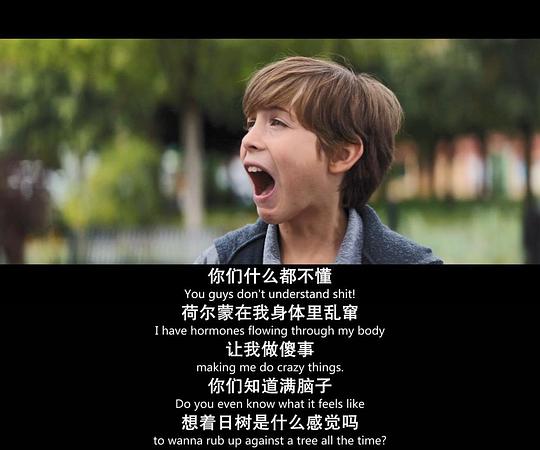 你们什么都不懂
You guys don't understand shit!
荷尔蒙在我身体里乱窜
I have hormones flowing through my body
让我做傻事
making me do crazy things.
你们知道满脑子
Do you even know what it feels like
想着日树是什么感觉吗
to wanna rub up against a tree all the time?